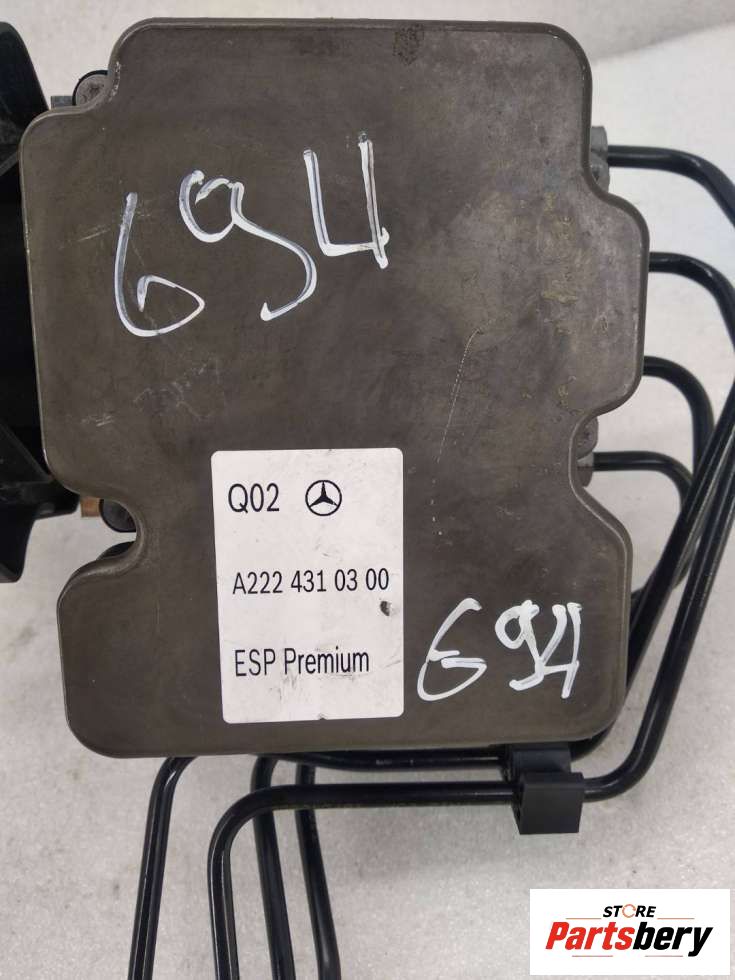 694
Q02
A222 431 03 00
ESP Premium
694
STORE
Partsbery